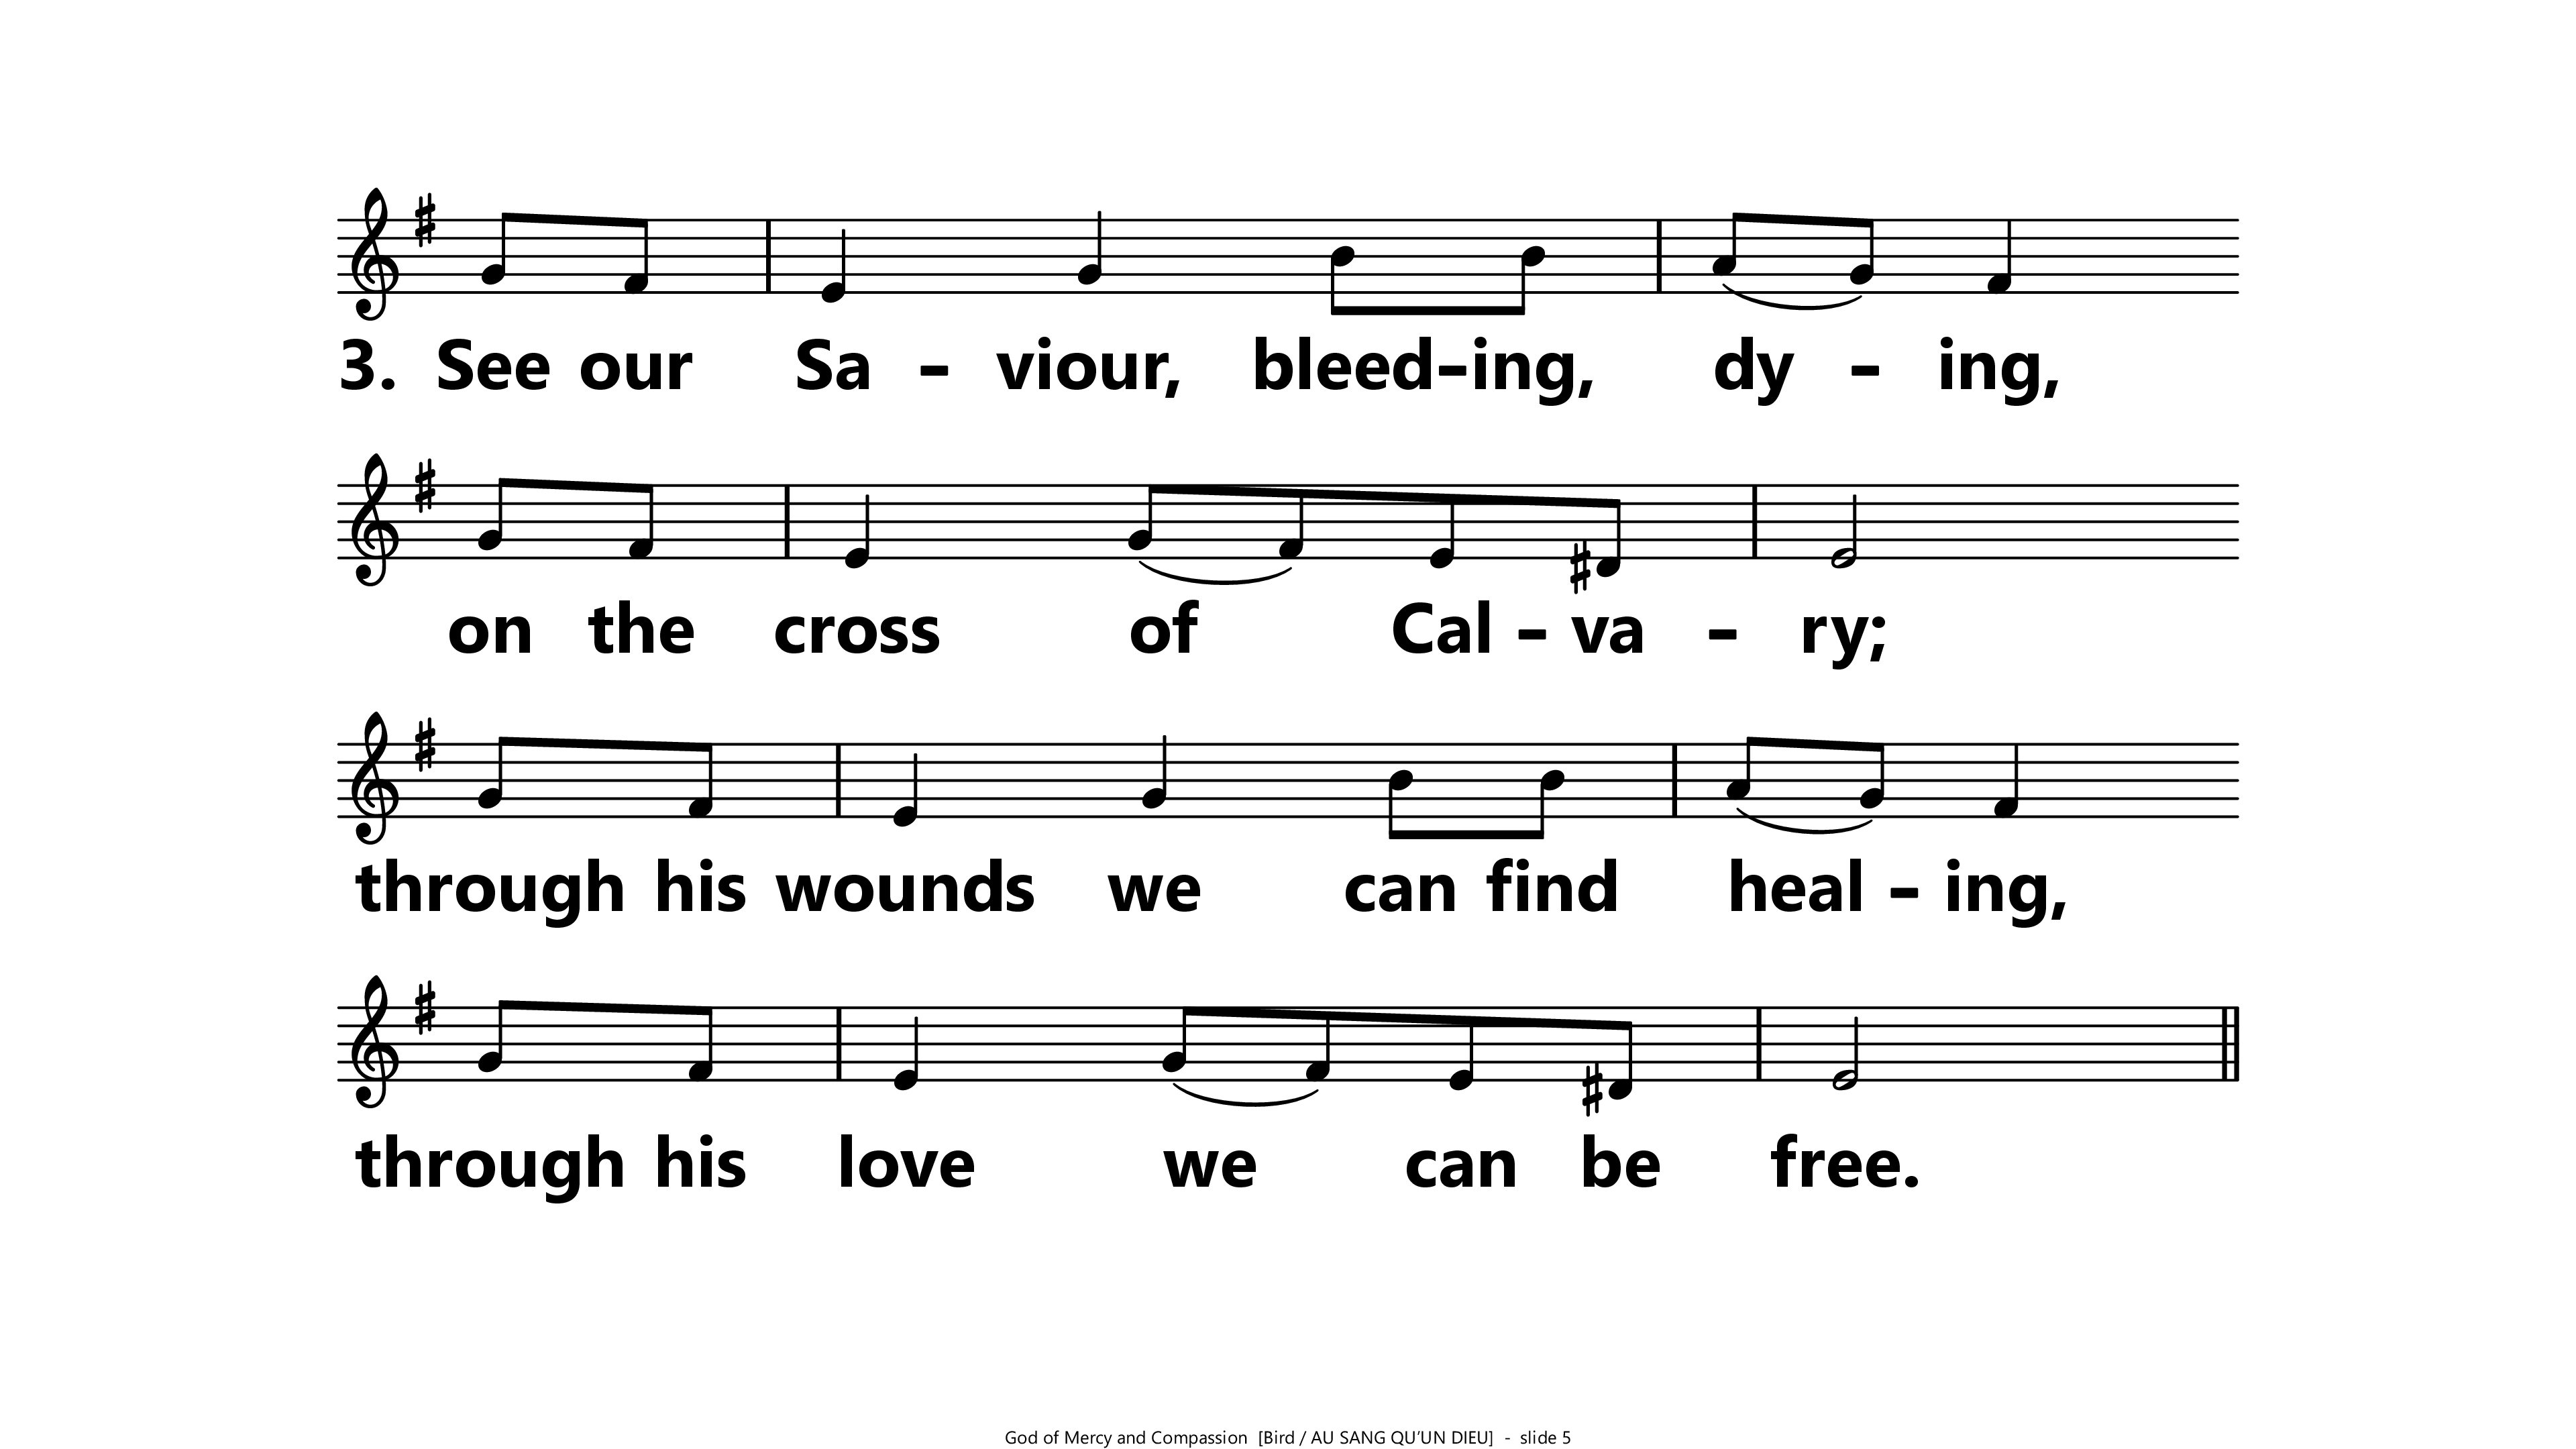 3. See our Sa - viour, bleed-ing, dy - ing,
on the cross of Cal - va - ry;
through his wounds we can find heal - ing,
through his love we can be free.
God of Mercy and Compassion [Bird / AU SANG QU’UN DIEU] - slide 5